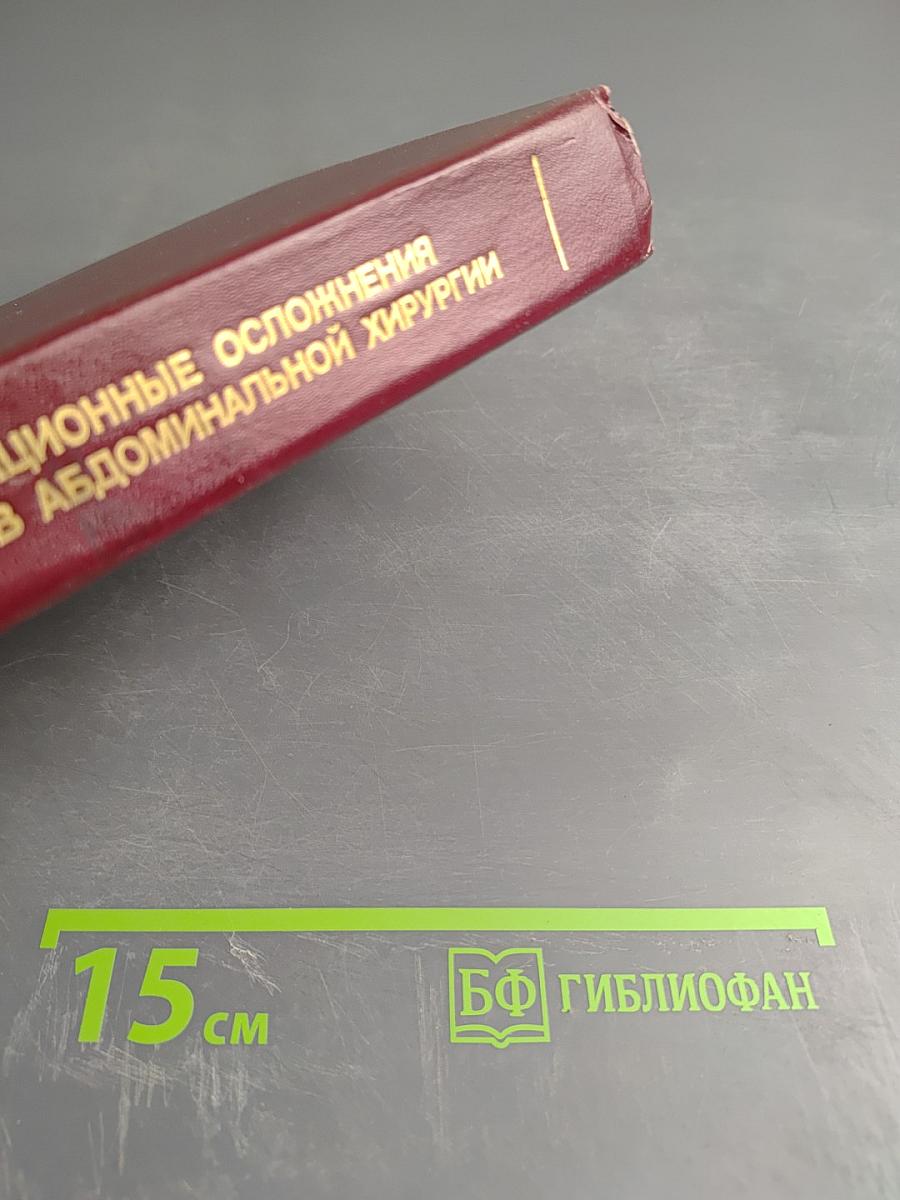 ЦИОННЫЕ ОСЛОЖНЕНИЯ
В АБДОМИНАЛЬНОЙ ХИРУРГИИ
15 см
БФ ГИБЛИОФАН